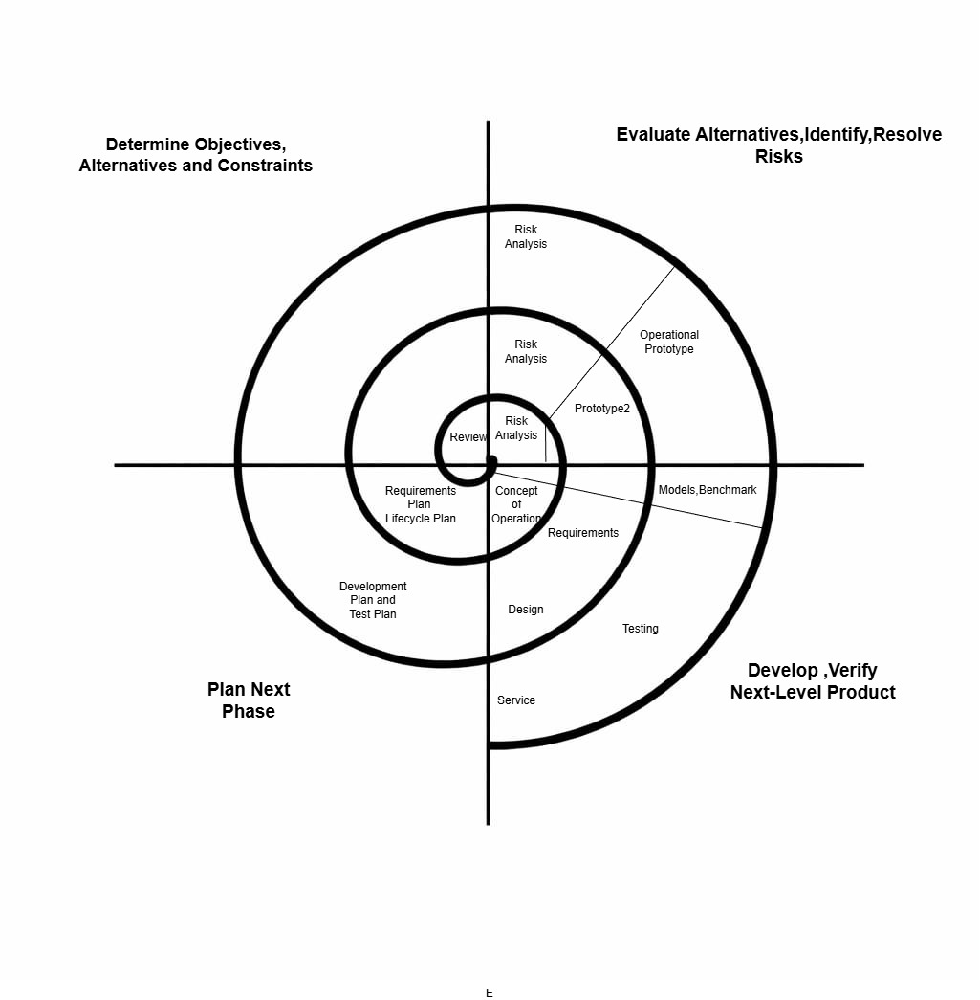 Determine Objectives,
Alternatives and Constraints
Evaluate Alternatives,Identify,Resolve
Risks
Risk
Analysis
Operational
Prototype
Risk
Analysis
Prototype2
Risk
Analysis
Review
Requirements
Plan
Lifecycle Plan
Concept
of
Operation
Models,Benchmark
Requirements
Development
Plan and
Test Plan
Design
Testing
Service
Plan Next
Phase
Develop ,Verify
Next-Level Product
E